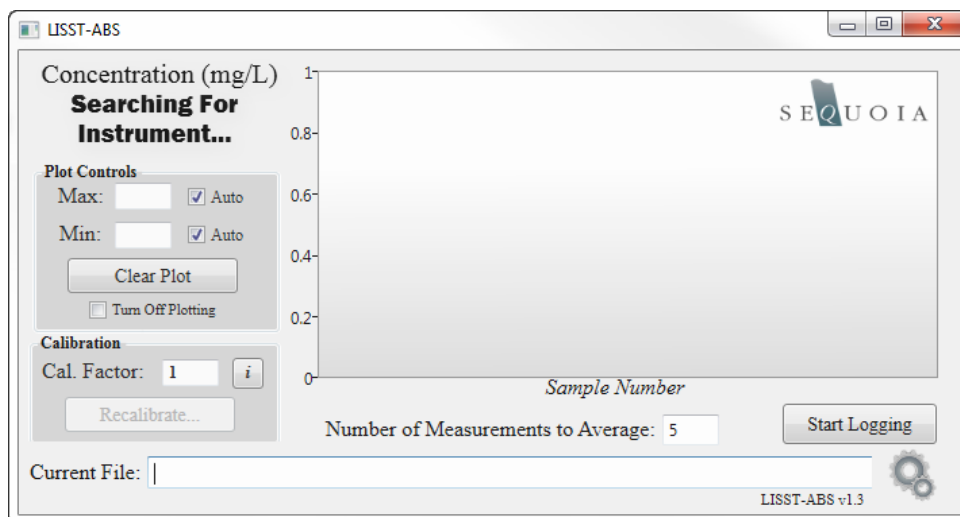 LISST-ABS
Concentration (mg/L)
Searching For
Instrument...
Plot Controls
Max:
Auto
Min:
Auto
Clear Plot
Turn Off Plotting
Calibration
Cal. Factor: 1 i
Recalibrate...
1
0.8
0.6
0.4
0.2
0
SEQUOIA
Sample Number
Number of Measurements to Average: 5
Start Logging
Current File:
LISST-ABS v1.3